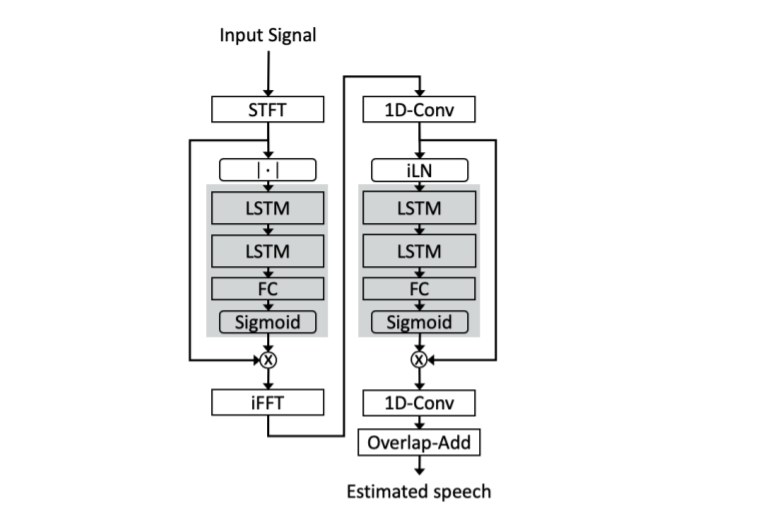 Input Signal
STFT
|·|
LSTM
LSTM
FC
Sigmoid
X
iFFT
1D-Conv
iLN
LSTM
LSTM
FC
Sigmoid
X
1D-Conv
Overlap-Add
Estimated speech